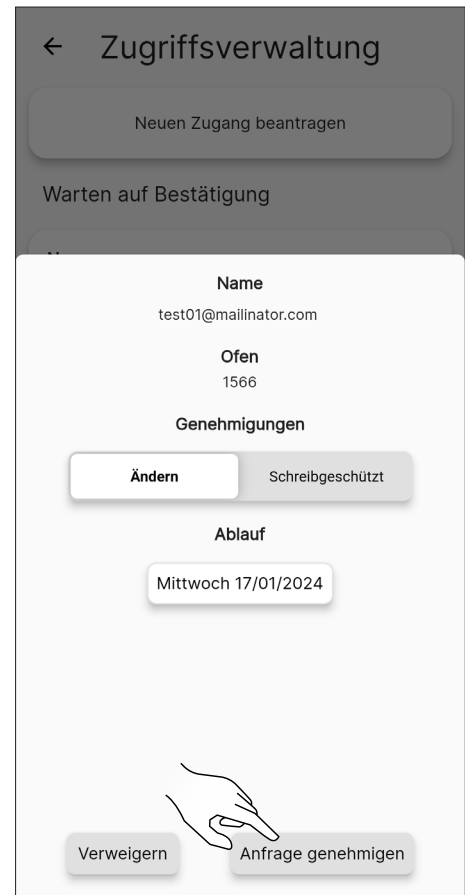 Zugriffsverwaltung
Neuen Zugang beantragen
Warten auf Bestätigung
Name
test01@mailinator.com
Ofen
1566
Genehmigungen
Ändern Schreibgeschützt
Ablauf
Mittwoch 17/01/2024
Verweigern Anfrage genehmigen